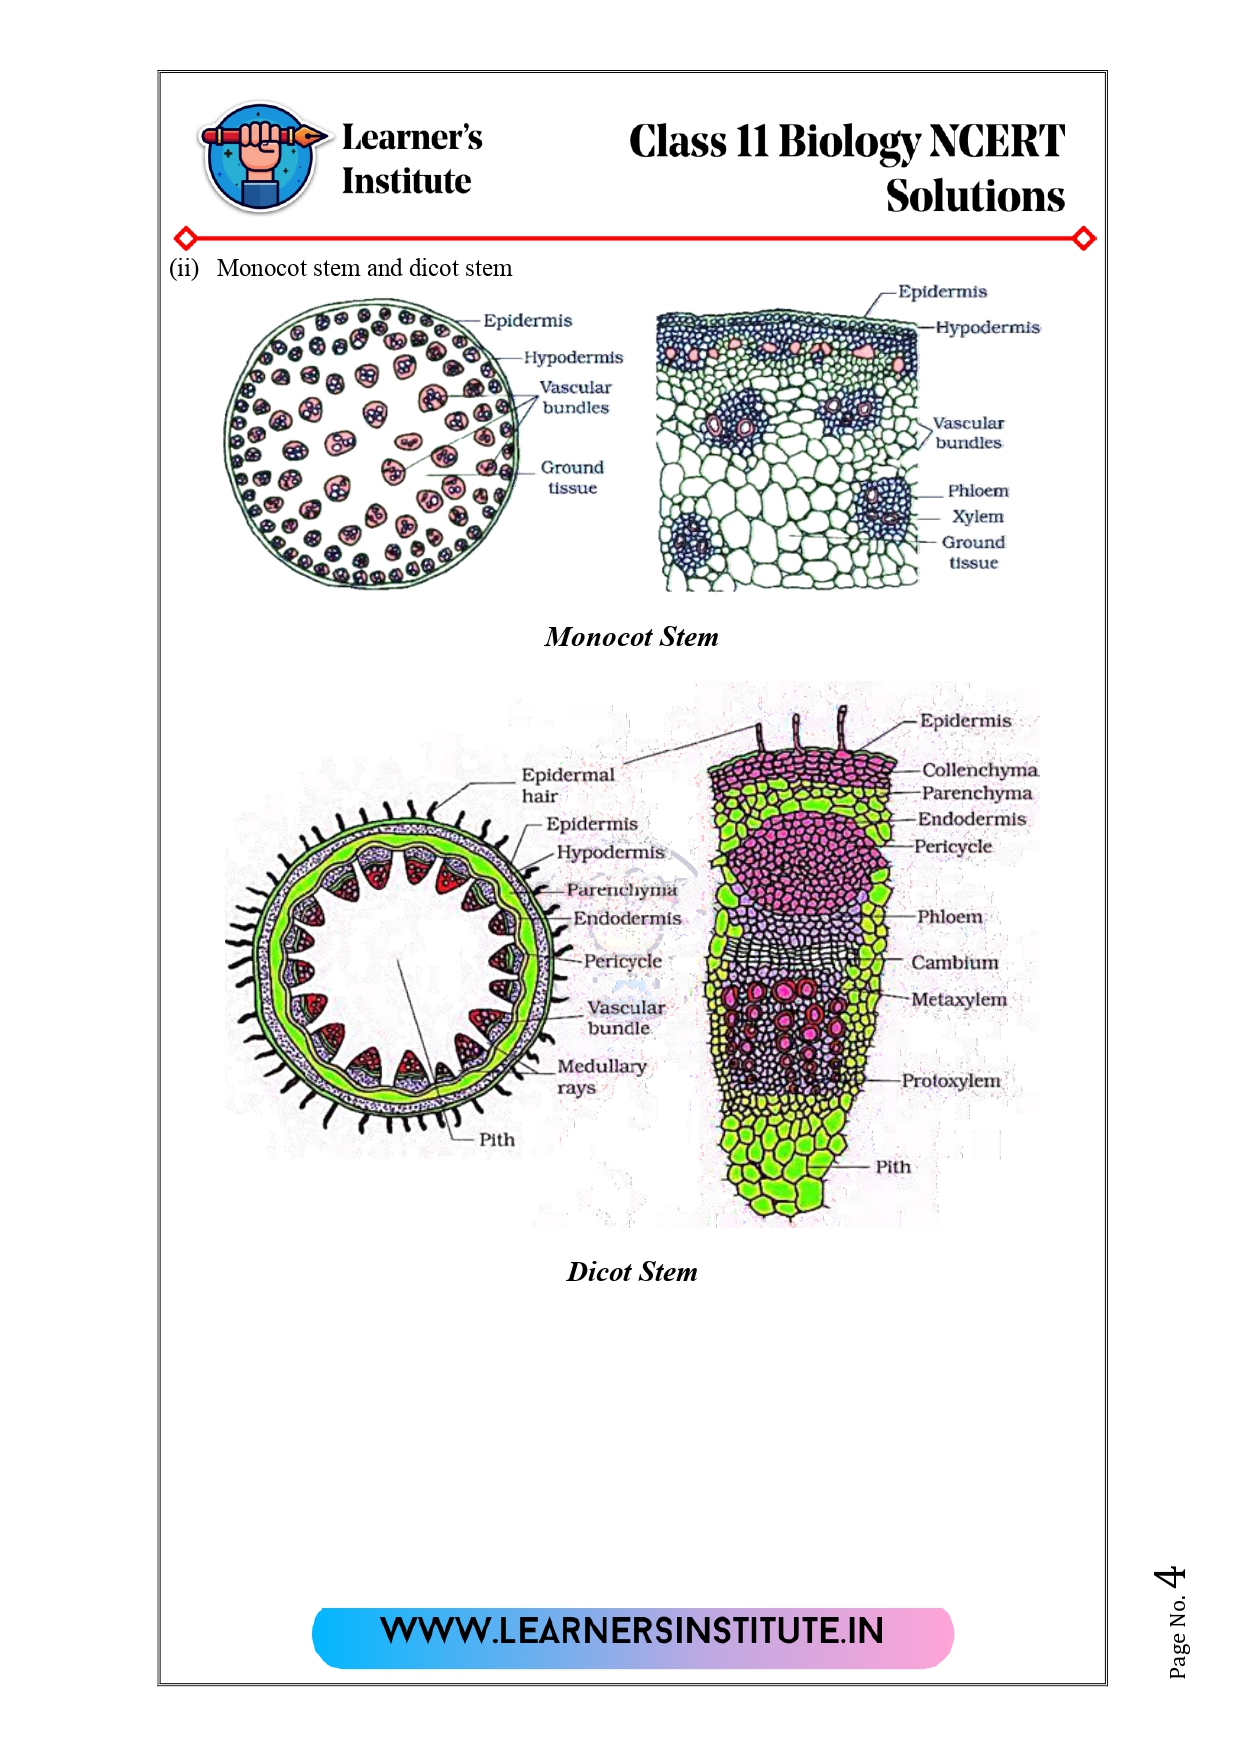 Learner's
Institute
Class 11 Biology NCERT
Solutions
(ii) Monocot stem and dicot stem
Epidermis
Hypodermis
Vascular
bundles
Ground
tissue
Epidermis
Hypodermis
Vascular
bundles
Phloem
Xylem
Ground
tissue
Monocot Stem
Epidermal
hair
Epidermis
Hypodermis
Parenchyma
Endodermis
Pericycle
Vascular
bundle
Medullary
rays
Pith
Epidermis
Collenchyma
Parenchyma
Endodermis
Pericycle
Phloem
Cambium
Metaxylem
Protoxylem
Pith
Dicot Stem
WWW.LEARNERSINSTITUTE.IN
Page No. 4